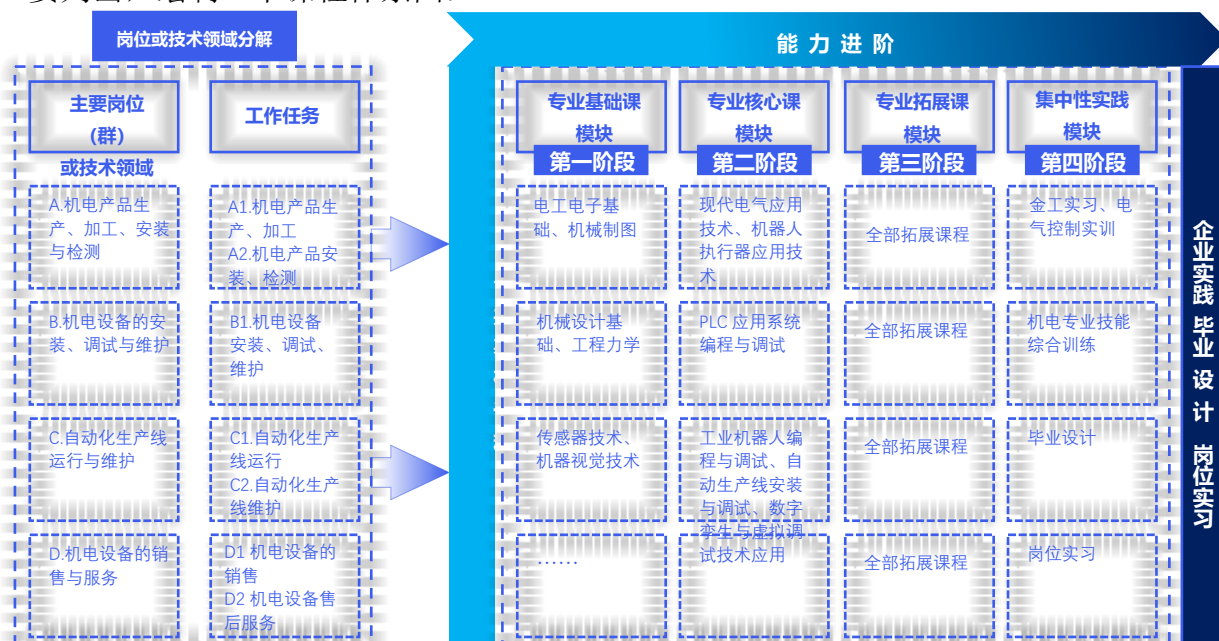 岗位或技术领域分解
能力进阶
主要岗位
（群）
或技术领域
工作任务
专业基础课
模块
第一阶段
专业核心课
模块
第二阶段
专业拓展课
模块
第三阶段
集中性实践
模块
第四阶段
A.机电产品生
产、加工、安装
与检测
A1.机电产品生
产、加工
A2.机电产品安
装、检测
电工电子基
础、机械制图
现代电气应用
技术、机器人
执行器应用技
术
全部拓展课程
金工实习、电
气控制实训
B.机电设备的安
装、调试与维护
B1.机电设备
安装、调试、
维护
机械设计基
础、工程力学
PLC 应用系统
编程与调试
全部拓展课程
机电专业技能
综合训练
C.自动化生产线
运行与维护
C1.自动化生产
线运行
C2.自动化生产
线维护
传感器技术、
机器视觉技术
工业机器人编
程与调试、自
动生产线安装
与调试、数字
孪生与虚拟调
试技术应用
全部拓展课程
毕业设计
D.机电设备的销
售与服务
D1 机电设备的
销售
D2 机电设备售
后服务
……
全部拓展课程
岗位实习
企业实践 毕业 设 计 岗位实习